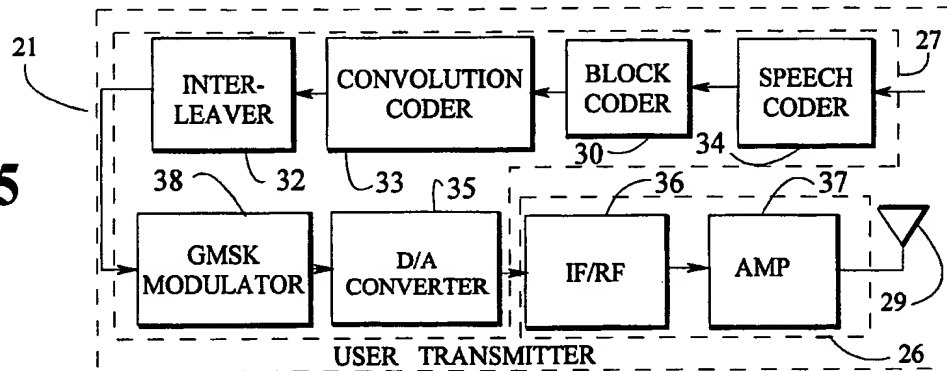 21
INTER-
LEAVER
CONVOLUTION
CODER
BLOCK
CODER
SPEECH
CODER
27
32
33
30
34
5
38
35
36
37
GMSK
MODULATOR
D/A
CONVERTER
IF/RF
AMP
29
USER TRANSMITTER
26